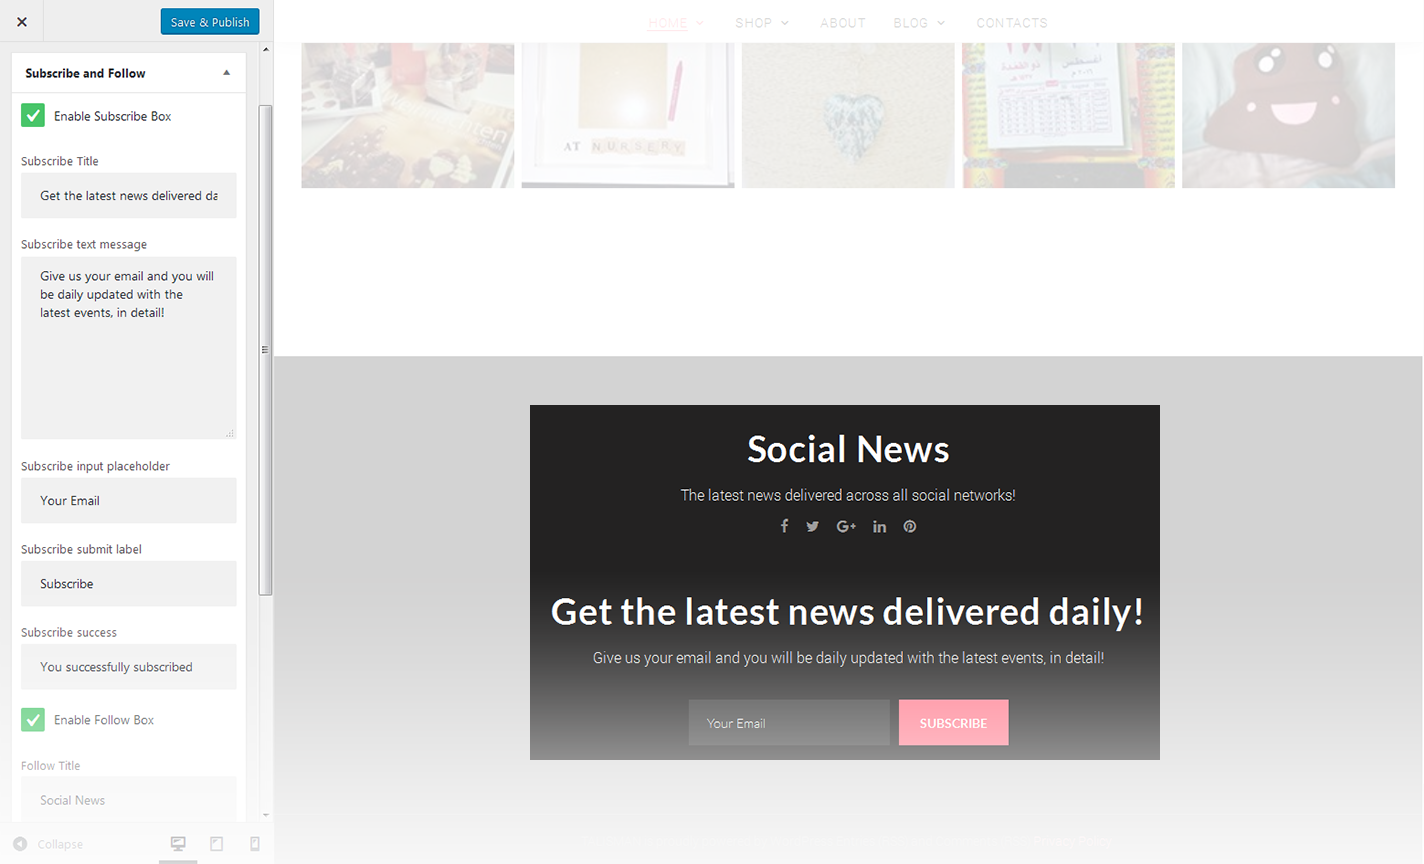 Save & Publish
Subscribe and Follow
Enable Subscribe Box
Subscribe Title
Get the latest news delivered da
Subscribe text message
Give us your email and you will
be daily updated with the
latest events, in detail!
Subscribe input placeholder
Your Email
Subscribe submit label
Subscribe
Subscribe success
You successfully subscribed
Enable Follow Box
Follow Title
Social News
Collapse
HOME SHOP ABOUT BLOG CONTACTS
AT NURSERY
Social News
The latest news delivered across all social networks!
Get the latest news delivered daily!
Give us your email and you will be daily updated with the latest events, in detail!
Your Email SUBSCRIBE